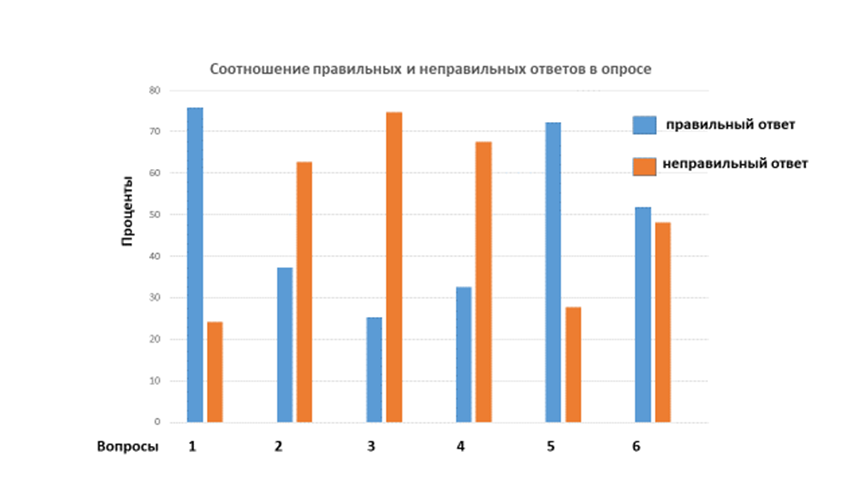 Соотношение правильных и неправильных ответов в опросе
80
70
60
50
40
30
20
10
0
Проценты
правильный ответ
неправильный ответ
Вопросы 1 2 3 4 5 6